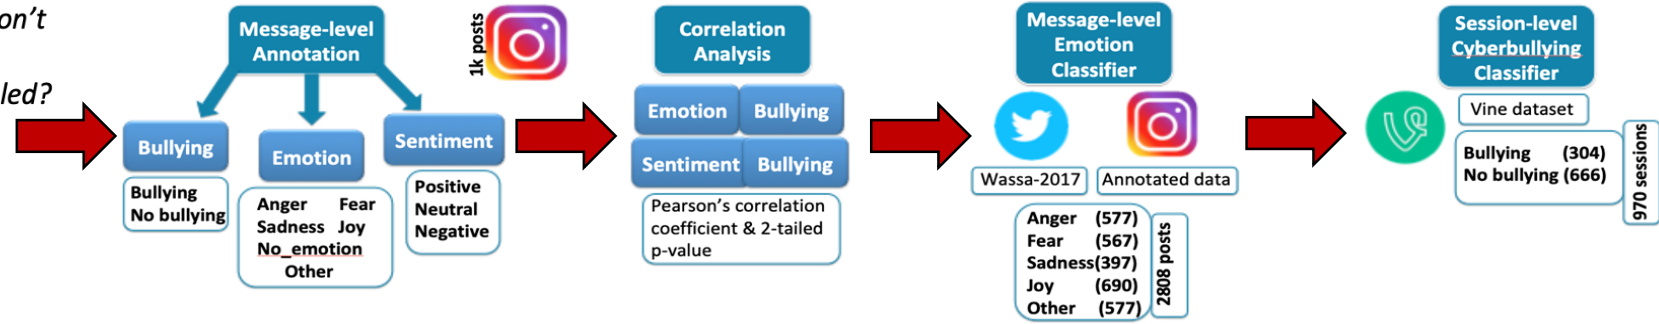 on't
led?
Message-level
Annotation
Bullying
Bullying
No bullying
Emotion
Anger Fear
Sadness Joy
No_emotion
Other
Sentiment
Positive
Neutral
Negative
1k posts
Correlation
Analysis
Emotion Bullying
Sentiment Bullying
Pearson's correlation
coefficient & 2-tailed
p-value
Message-level
Emotion
Classifier
Wassa-2017
Annotated data
Anger (577)
Fear (567)
Sadness(397)
Joy (690)
Other (577)
2808 posts
Session-level
Cyberbullying
Classifier
Vine dataset
Bullying (304)
No bullying (666)
970 sessions